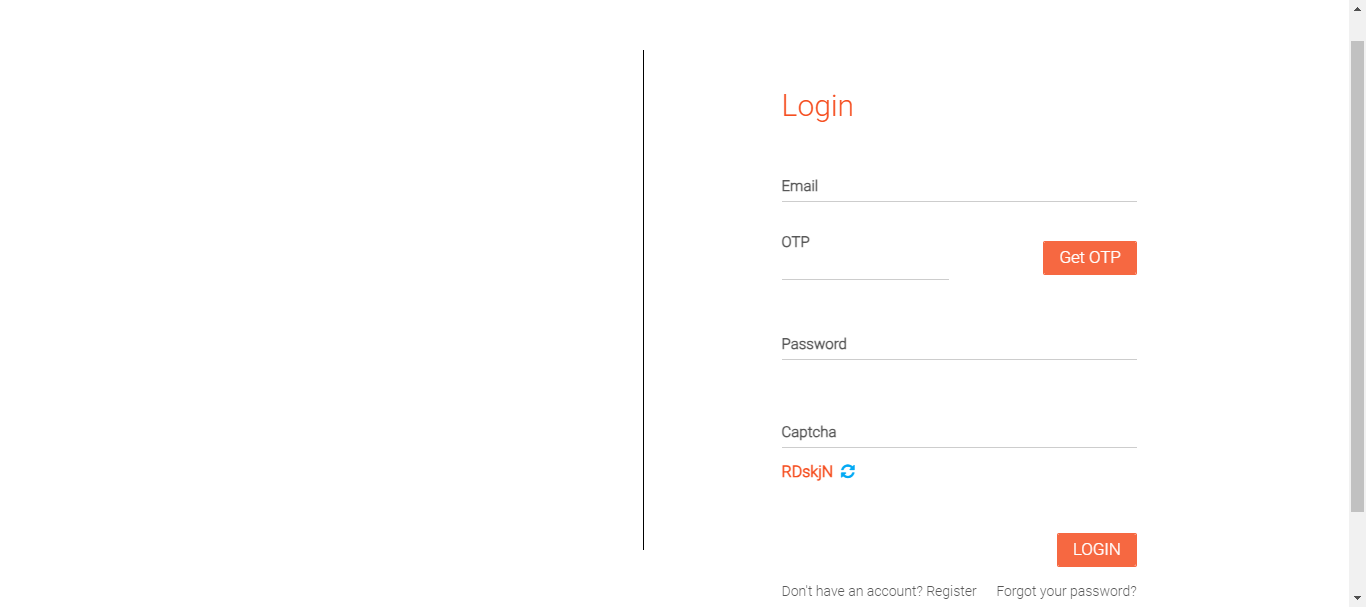 Login
Email
OTP
Get OTP
Password
Captcha
RDskjN
LOGIN
Don't have an account? Register Forgot your password?